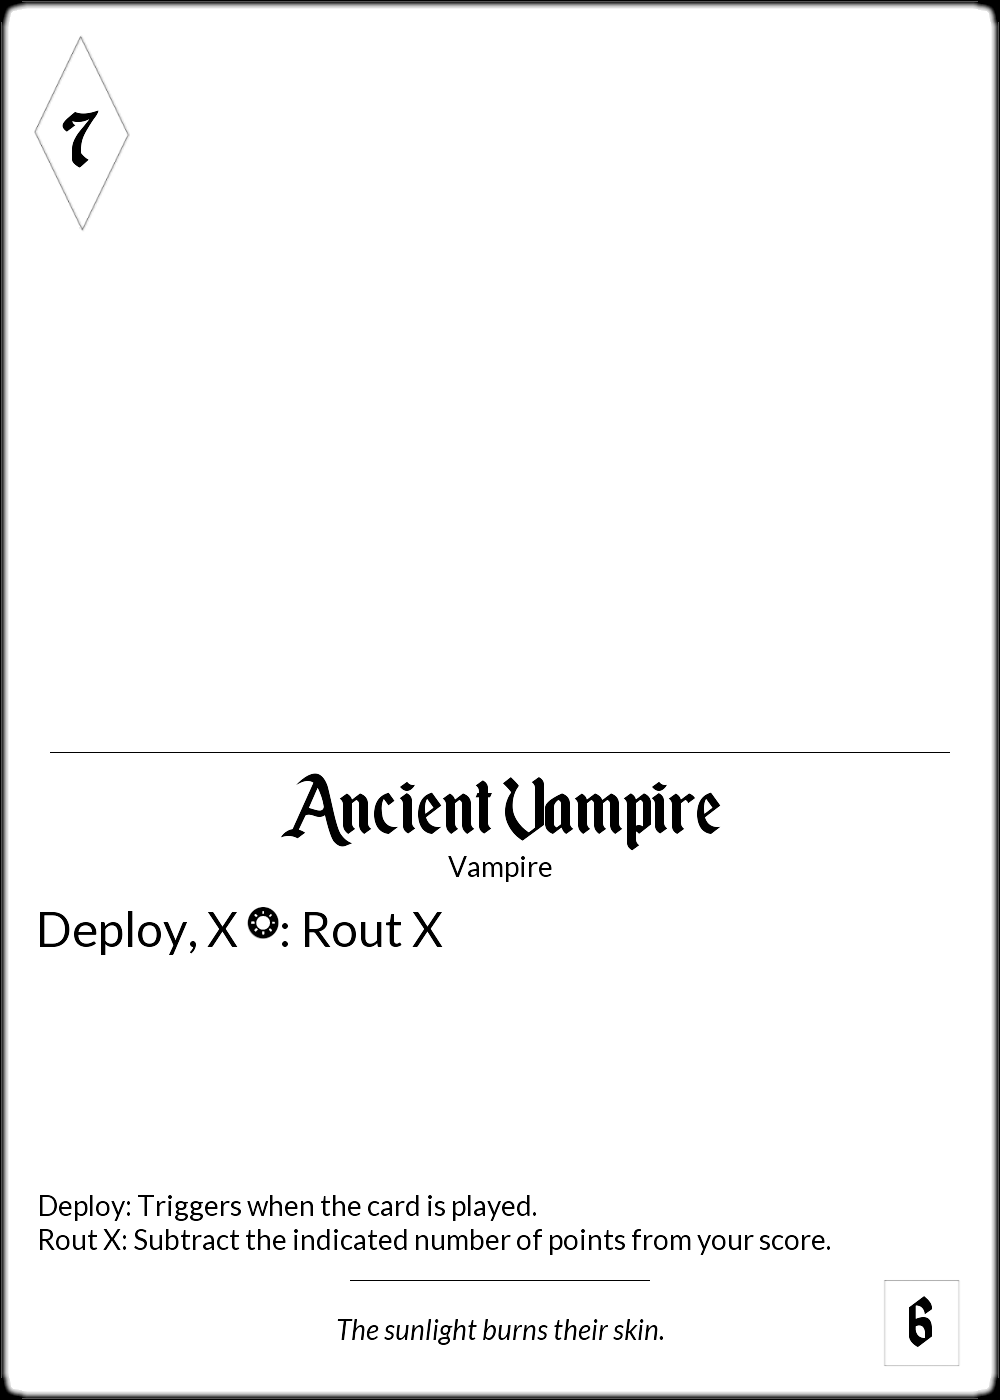 7
Ancient Vampire
Vampire
Deploy, X : Rout X
Deploy: Triggers when the card is played.
Rout X: Subtract the indicated number of points from your score.
The sunlight burns their skin.
6